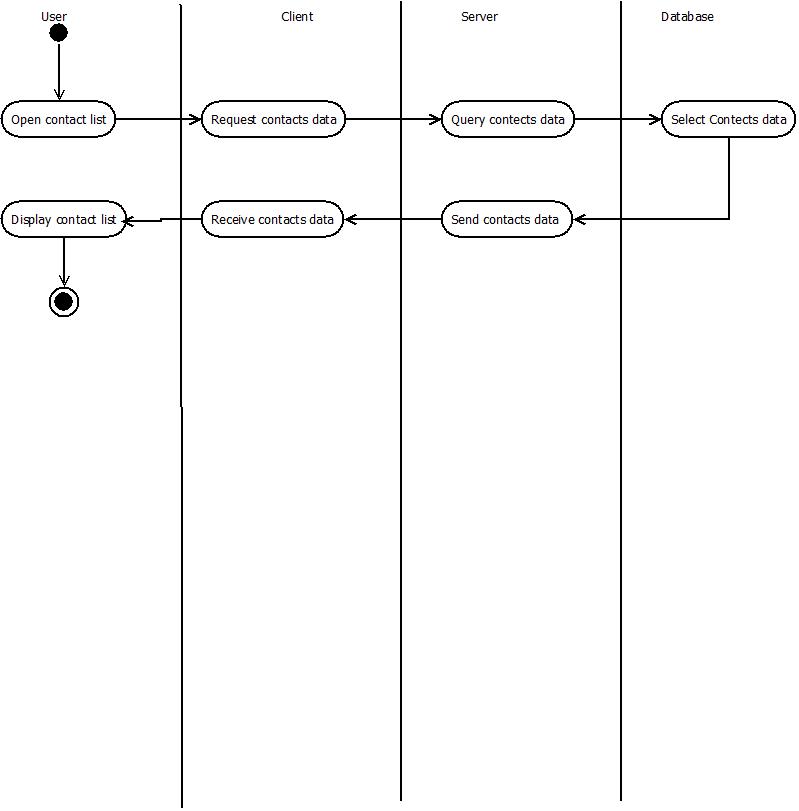 User
Client
Server
Database
Open contact list
Request contacts data
Query contects data
Select Contects data
Display contact list
Receive contacts data
Send contacts data